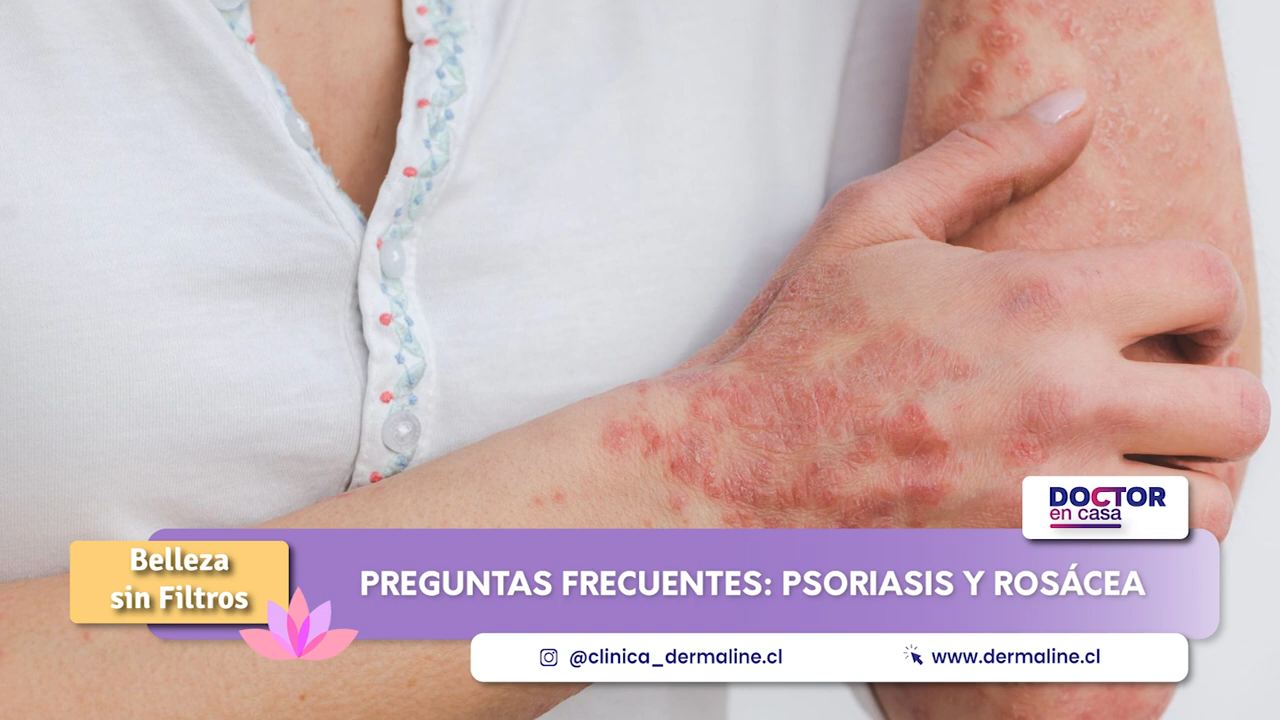 DOCTOR
en casa
Belleza
sin Filtros
PREGUNTAS FRECUENTES: PSORIASIS Y ROSÁCEA
@clinica_dermaline.cl
www.dermaline.cl